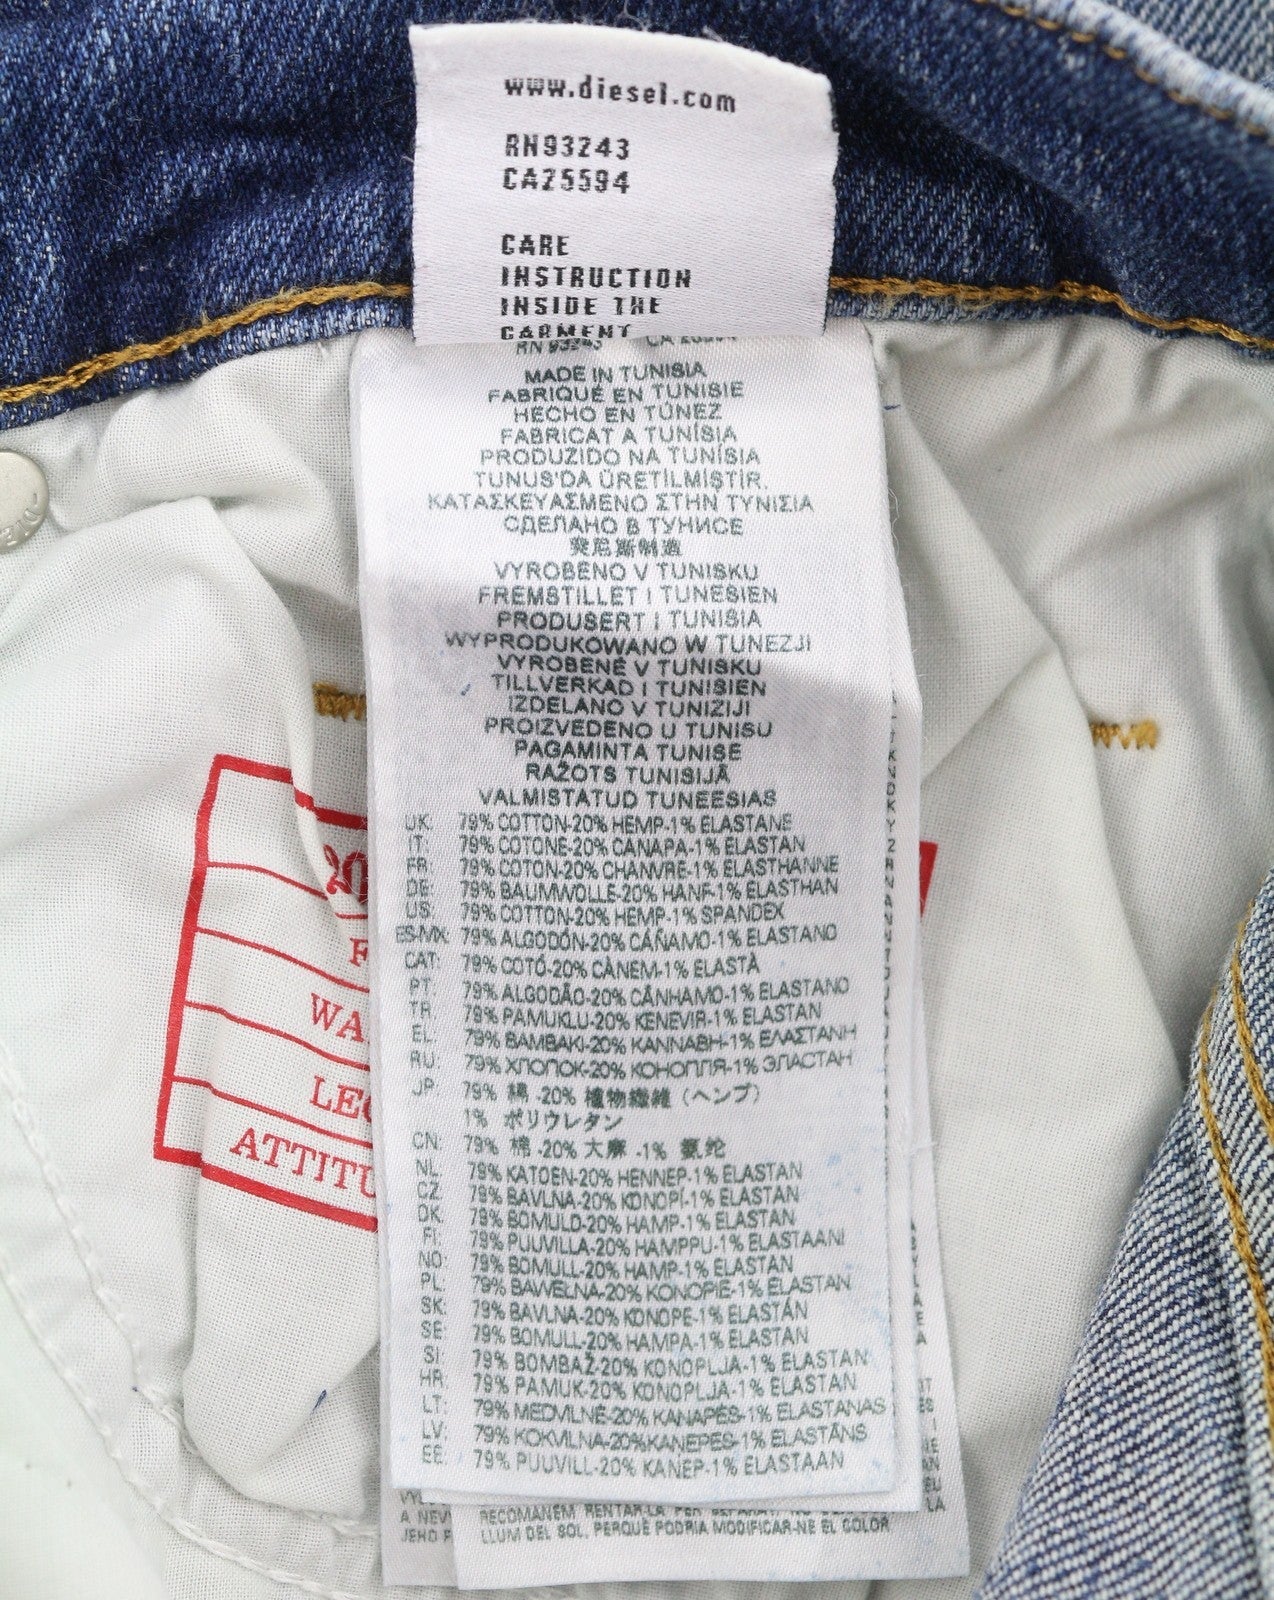 www.diesel.com
RN93243
CA25594
CARE
INSTRUCTION
INSIDE THE
GARMENT
RN 93243
MADE IN TUNISIA
FABRIQUÉ EN TUNISIE
HECHO EN TÚNEZ
FABRICAT A TUNÍSIA
PRODUZIDO NA TUNÍSIA
TUNUS'DA ÜRETİLMİŞTİR.
ΚΑΤΑΣΚΕΥΑΣΜΕΝΟ ΣΤΗΝ ΤΥΝΙΣΙΑ
СДЕЛАНО В ТУНИСЕ
突尼斯制造
VYROBENO V TUNISKU
FREMSTILLET I TUNESIEN
PRODUSERT I TUNISIA
WYPRODUKOWANO W TUNEZJI
VYROBENÉ V TUNISKU
TILLVERKAD I TUNISIEN
IZDELANO V TUNIZIJI
PROIZVEDENO U TUNISU
PAGAMINTA TUNISE
RAŽOTS TUNISIJĀ
VALMISTATUD TUNEESIAS
UK: 79% COTTON-20% HEMP-1% ELASTANE
IT: 79% COTONE-20% CANAPA-1% ELASTAN
FR: 79% COTON-20% CHANVRE-1% ELASTHANNE
DE: 79% BAUMWOLLE-20% HANF-1% ELASTHAN
US: 79% COTTON-20% HEMP-1% SPANDEX
ES-MX: 79% ALGODÓN-20% CÁÑAMO-1% ELASTANO
CAT: 79% COTÓ-20% CÀNEM-1% ELASTÀ
PT: 79% ALGODÃO-20% CÂNHAMO-1% ELASTANO
TR: 79% PAMUKLU-20% KENEVIR-1% ELASTAN
EL: 79% ΒΑΜΒΑΚΙ-20% ΚΑΝΝΑΒΗ-1% ΕΛΑΣΤΑΝΗ
RU: 79% ХЛОПОК-20% КОНОПЛЯ-1% ЭЛАСТАН
JP: 79% 綿 -20% 植物繊維 (ヘンプ)
1% ポリウレタン
CN: 79% 棉 -20% 大麻 -1% 氨纶
NL: 79% KATOEN-20% HENNEP-1% ELASTAN
CZ: 79% BAVLNA-20% KONOPÍ-1% ELASTAN
DK: 79% BOMULD-20% HAMP-1% ELASTAN
FI: 79% PUUVILLA-20% HAMPPU-1% ELASTAANI
NO: 79% BOMULL-20% HAMP-1% ELASTAN
PL: 79% BAWEŁNA-20% KONOPIE-1% ELASTAN
SK: 79% BAVLNA-20% KONOPE-1% ELASTÁN
SE: 79% BOMULL-20% HAMPA-1% ELASTAN
SI: 79% BOMBAŽ-20% KONOPLJA-1% ELASTAN
HR: 79% PAMUK-20% KONOPLJA-1% ELASTAN
LT: 79% MEDVILNĖ-20% KANAPĖS-1% ELASTANAS
LV: 79% KOKVILNA-20%KANEPES-1% ELASTĀNS
EE: 79% PUUVILL-20% KANEP-1% ELASTAAN
RECOMANEM RENTAR-LA PER
LLUM DEL SOL, PERQUÈ PODRIA MODIFICAR-NE EL COLOR
20
WA
ATTITU